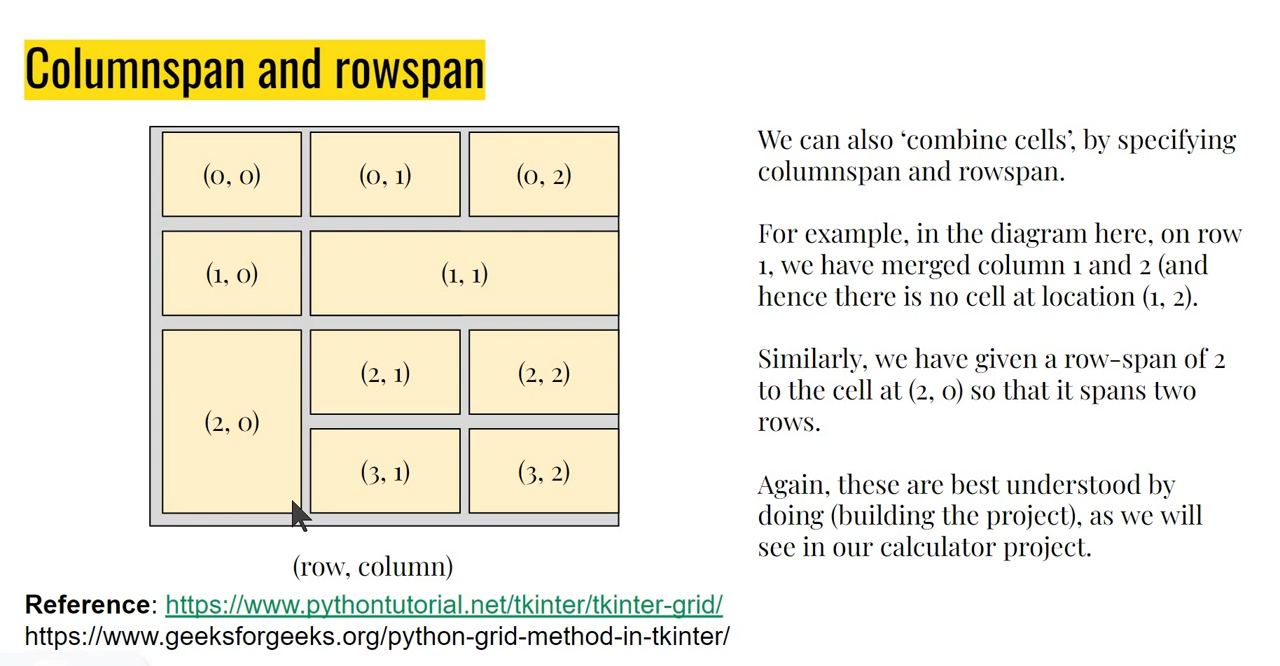 Columnspan and rowspan
(0, 0)
(0, 1)
(0, 2)
(1, 0)
(1, 1)
(2, 0)
(2, 1)
(2, 2)
(3, 1)
(3, 2)
(row, column)
We can also ‘combine cells’, by specifying
columnspan and rowspan.
For example, in the diagram here, on row
1, we have merged column 1 and 2 (and
hence there is no cell at location (1, 2).
Similarly, we have given a row-span of 2
to the cell at (2, 0) so that it spans two
rows.
Again, these are best understood by
doing (building the project), as we will
see in our calculator project.
Reference: https://www.pythontutorial.net/tkinter/tkinter-grid/
https://www.geeksforgeeks.org/python-grid-method-in-tkinter/